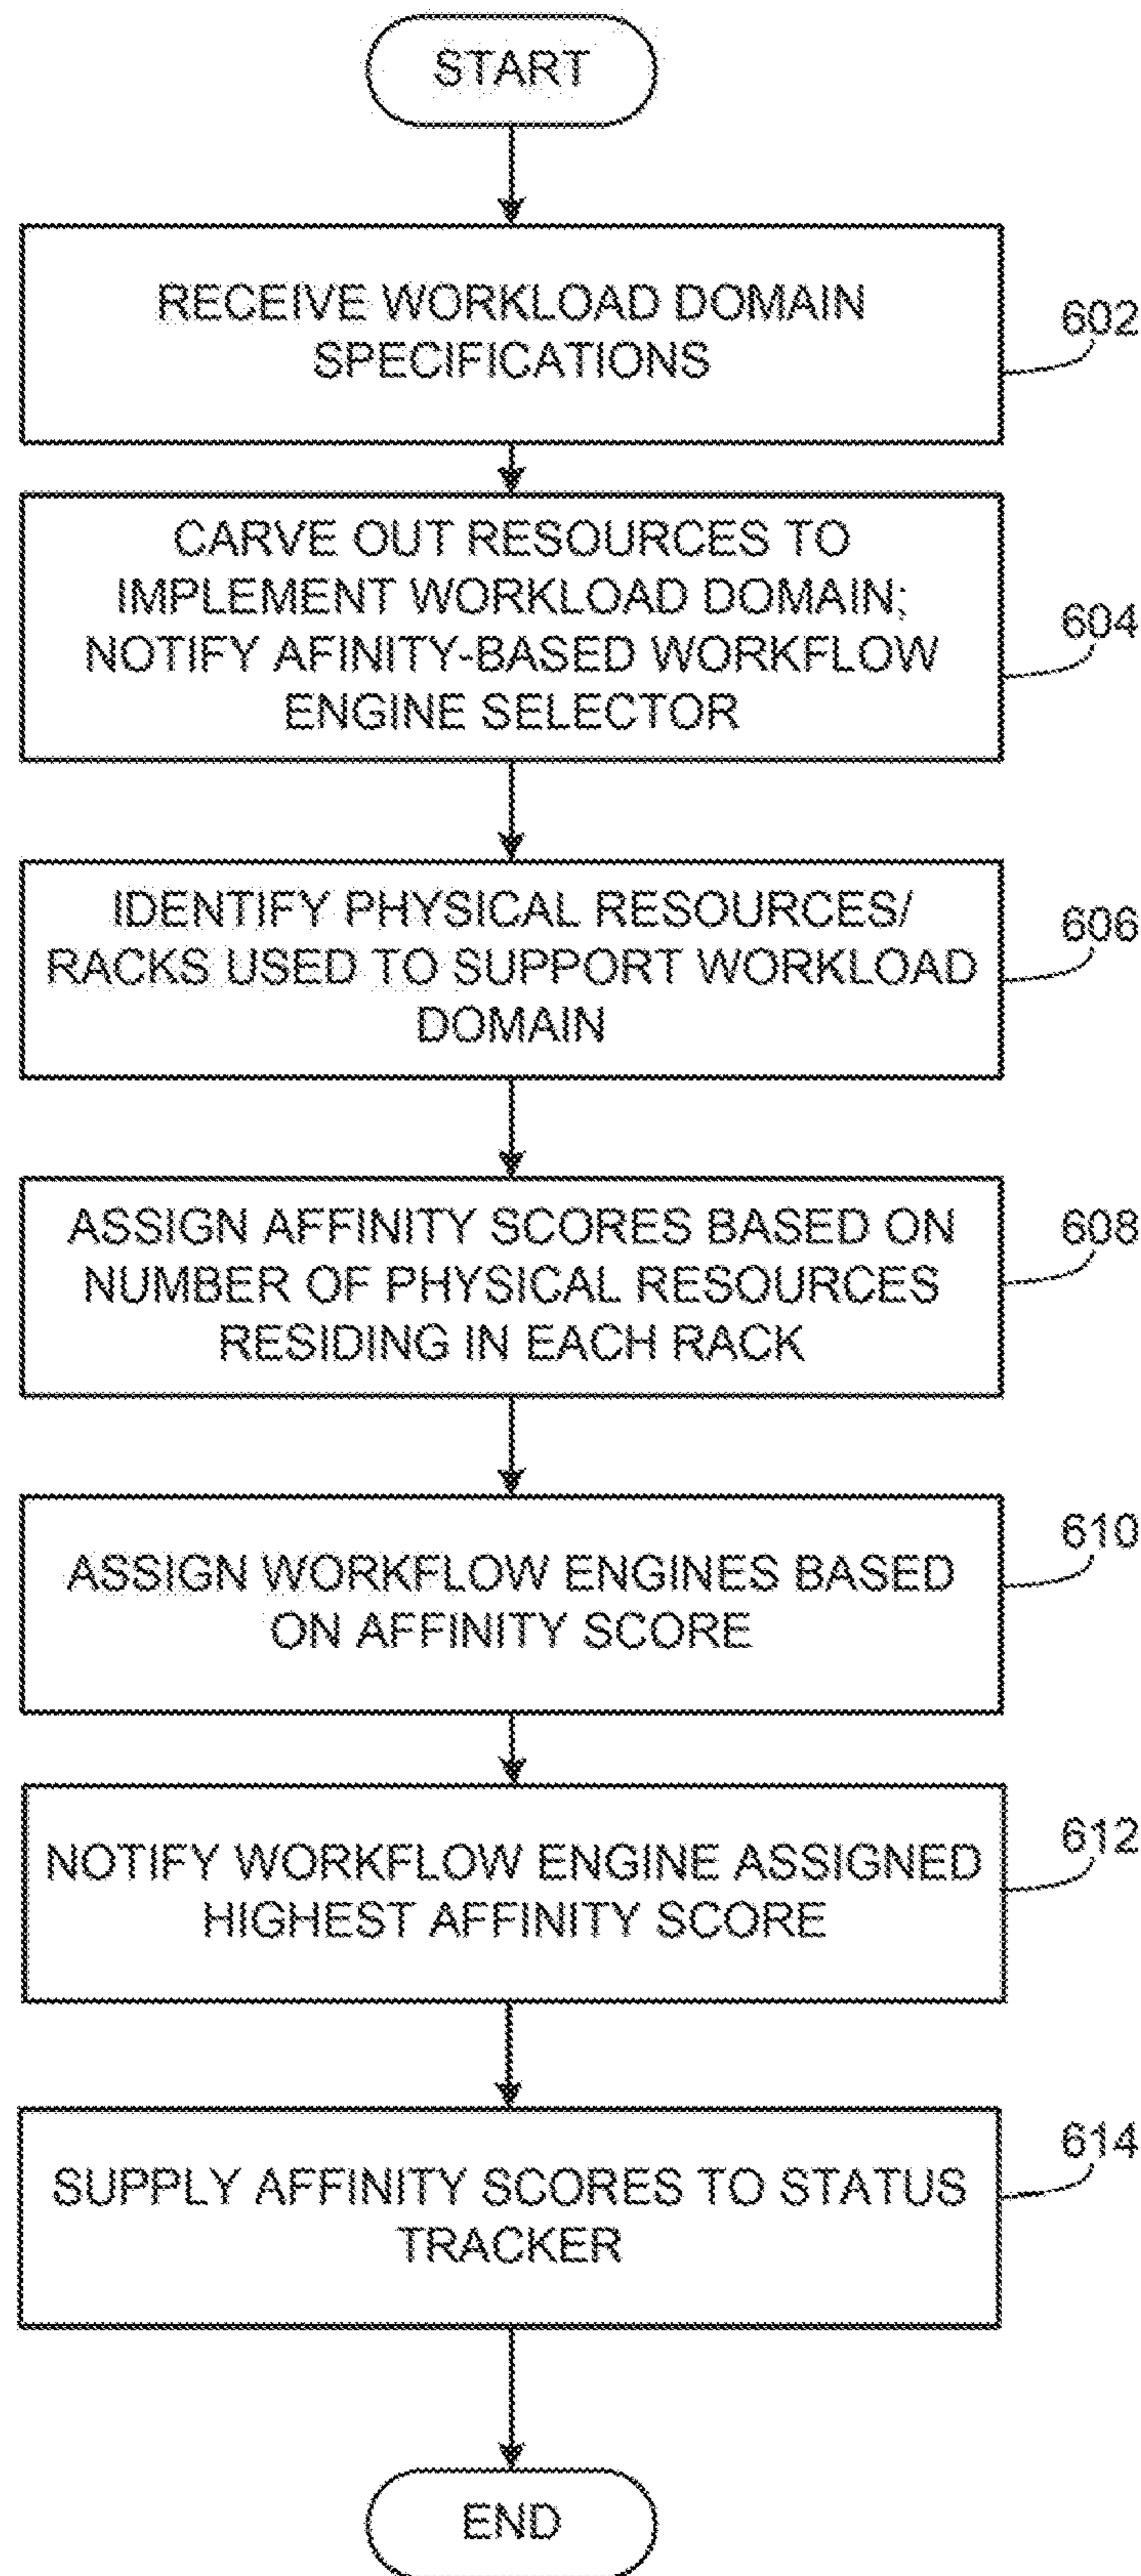 START
RECEIVE WORKLOAD DOMAIN
SPECIFICATIONS
602
CARVE OUT RESOURCES TO
IMPLEMENT WORKLOAD DOMAIN;
NOTIFY AFINITY-BASED WORKFLOW
ENGINE SELECTOR
604
IDENTIFY PHYSICAL RESOURCES/
RACKS USED TO SUPPORT WORKLOAD
DOMAIN
606
ASSIGN AFFINITY SCORES BASED ON
NUMBER OF PHYSICAL RESOURCES
RESIDING IN EACH RACK
608
ASSIGN WORKFLOW ENGINES BASED
ON AFFINITY SCORE
610
NOTIFY WORKFLOW ENGINE ASSIGNED
HIGHEST AFFINITY SCORE
612
SUPPLY AFFINITY SCORES TO STATUS
TRACKER
614
END